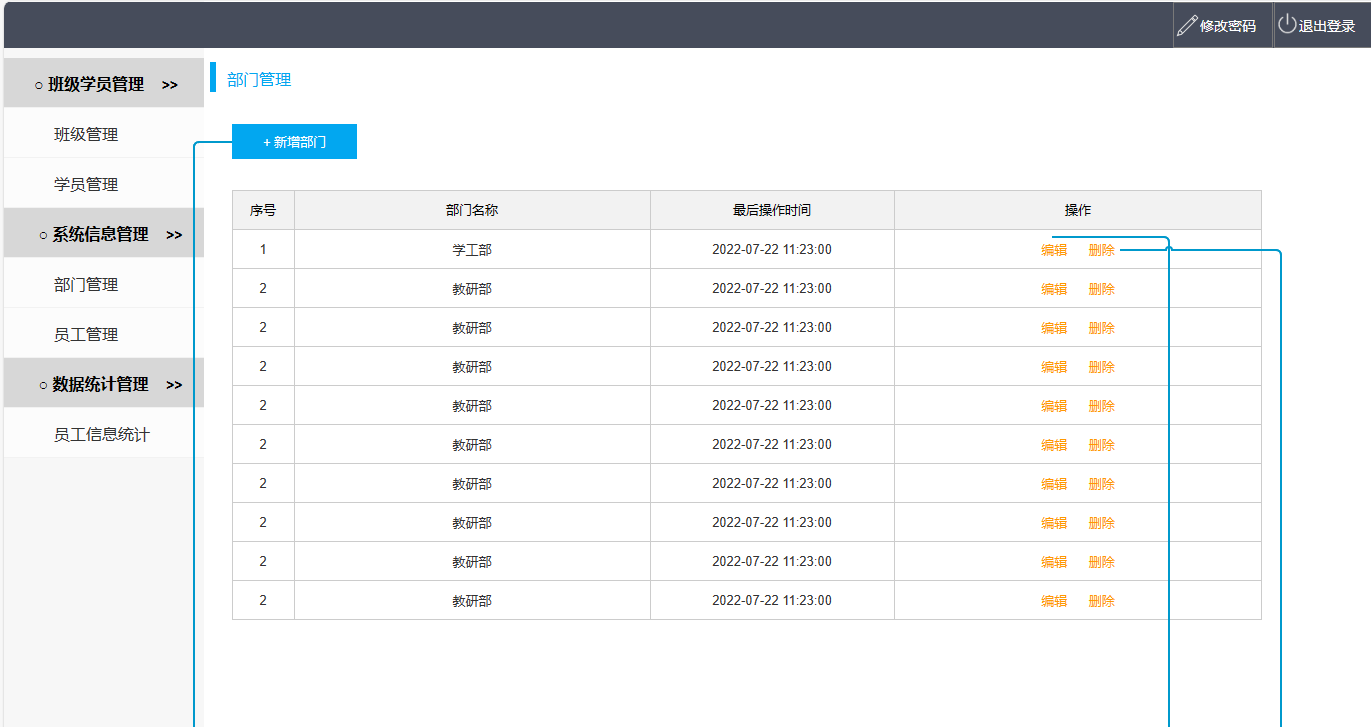 修改密码 退出登录
○ 班级学员管理 >>
班级管理
学员管理
○ 系统信息管理 >>
部门管理
员工管理
○ 数据统计管理 >>
员工信息统计
部门管理
+ 新增部门
序号 部门名称 最后操作时间 操作
1 学工部 2022-07-22 11:23:00 编辑 删除
2 教研部 2022-07-22 11:23:00 编辑 删除
2 教研部 2022-07-22 11:23:00 编辑 删除
2 教研部 2022-07-22 11:23:00 编辑 删除
2 教研部 2022-07-22 11:23:00 编辑 删除
2 教研部 2022-07-22 11:23:00 编辑 删除
2 教研部 2022-07-22 11:23:00 编辑 删除
2 教研部 2022-07-22 11:23:00 编辑 删除
2 教研部 2022-07-22 11:23:00 编辑 删除
2 教研部 2022-07-22 11:23:00 编辑 删除